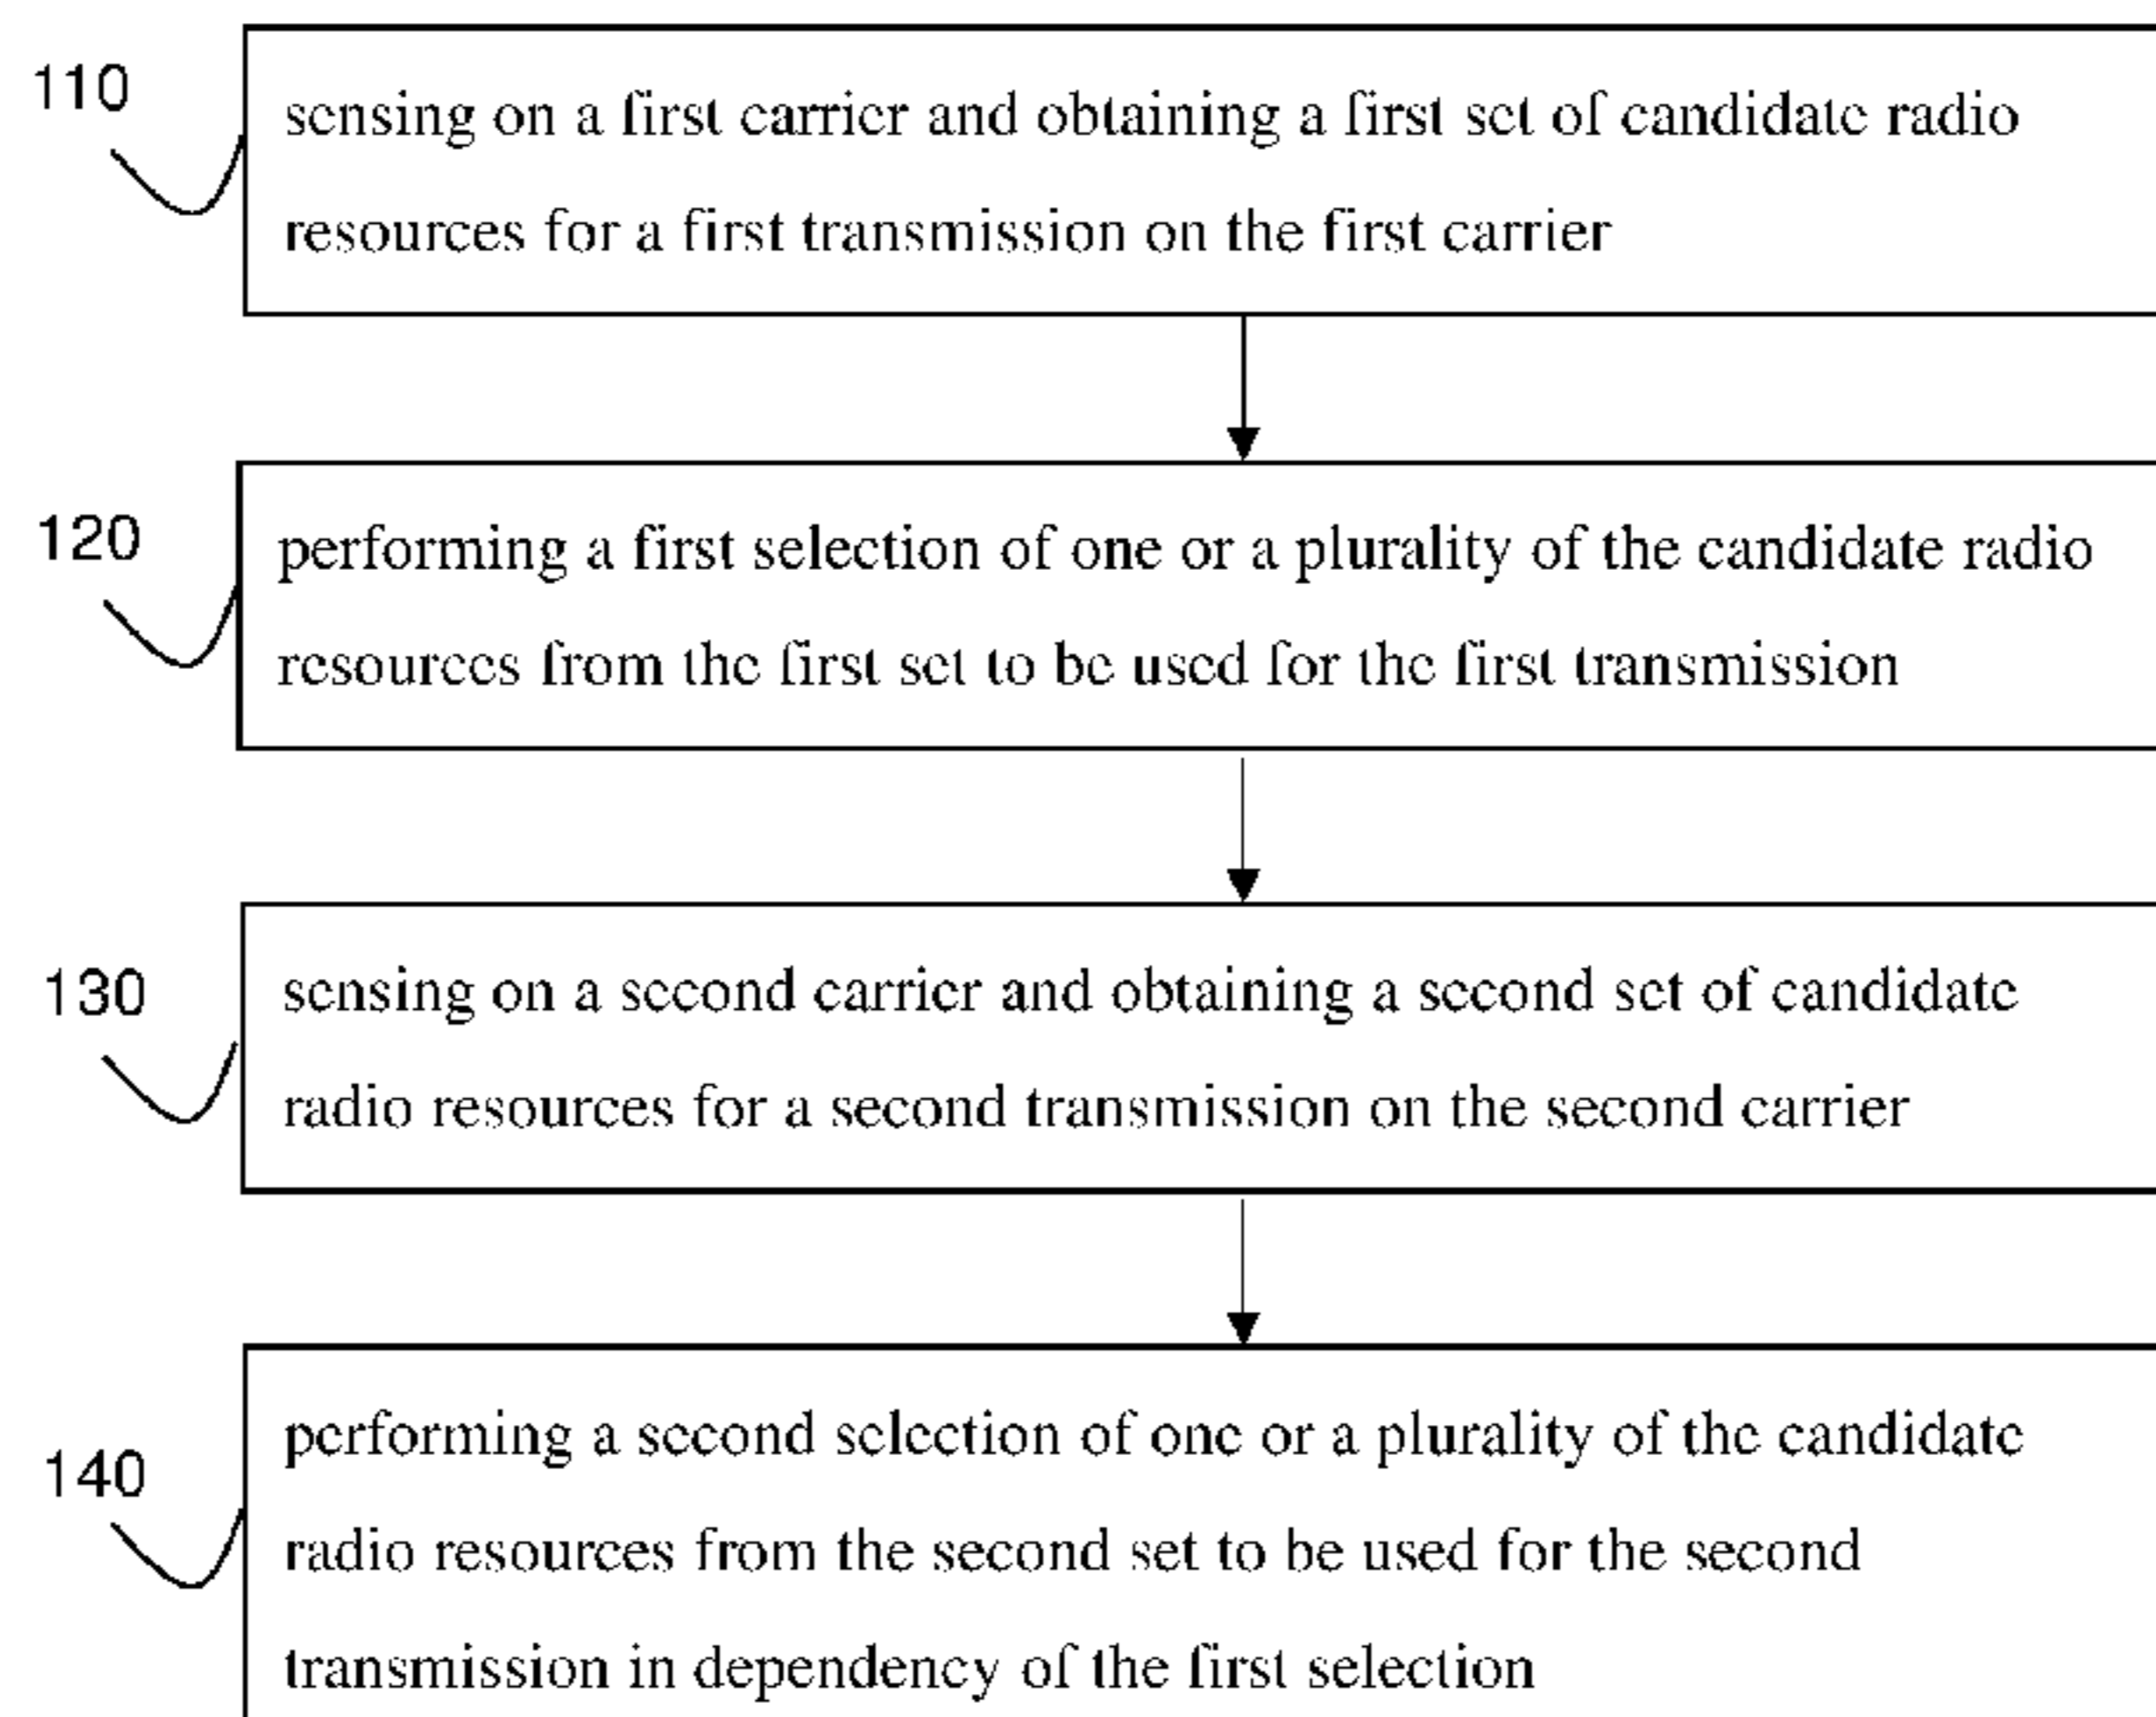 110
sensing on a first carrier and obtaining a first set of candidate radio
resources for a first transmission on the first carrier
120
performing a first selection of one or a plurality of the candidate radio
resources from the first set to be used for the first transmission
130
sensing on a second carrier and obtaining a second set of candidate
radio resources for a second transmission on the second carrier
140
performing a second selection of one or a plurality of the candidate
radio resources from the second set to be used for the second
transmission in dependency of the first selection